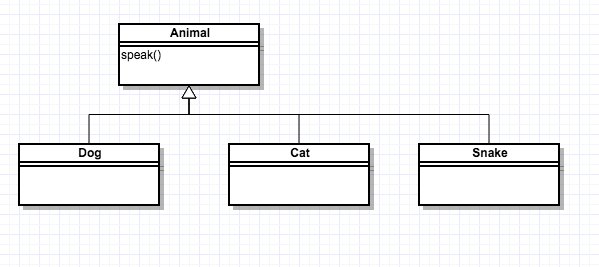 Animal
speak()
Dog
Cat
Snake